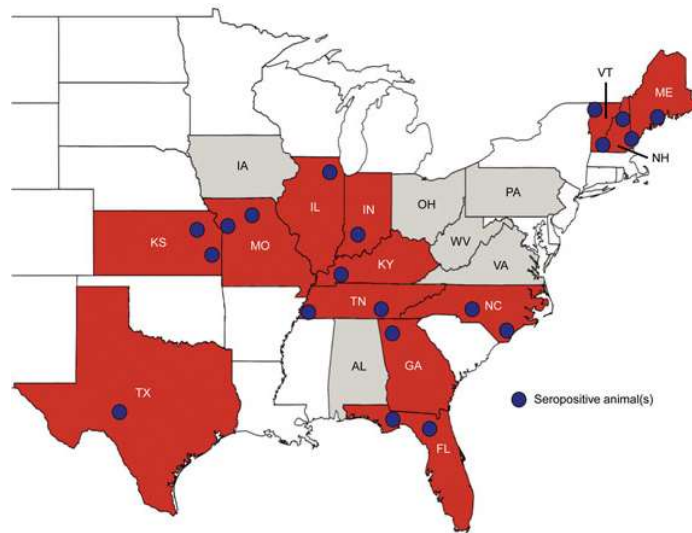 VT
ME
NH
IA
IL
IN
OH
PA
WV
VA
KS
MO
KY
TN
NC
AL
GA
TX
FL
Seropositive animal(s)